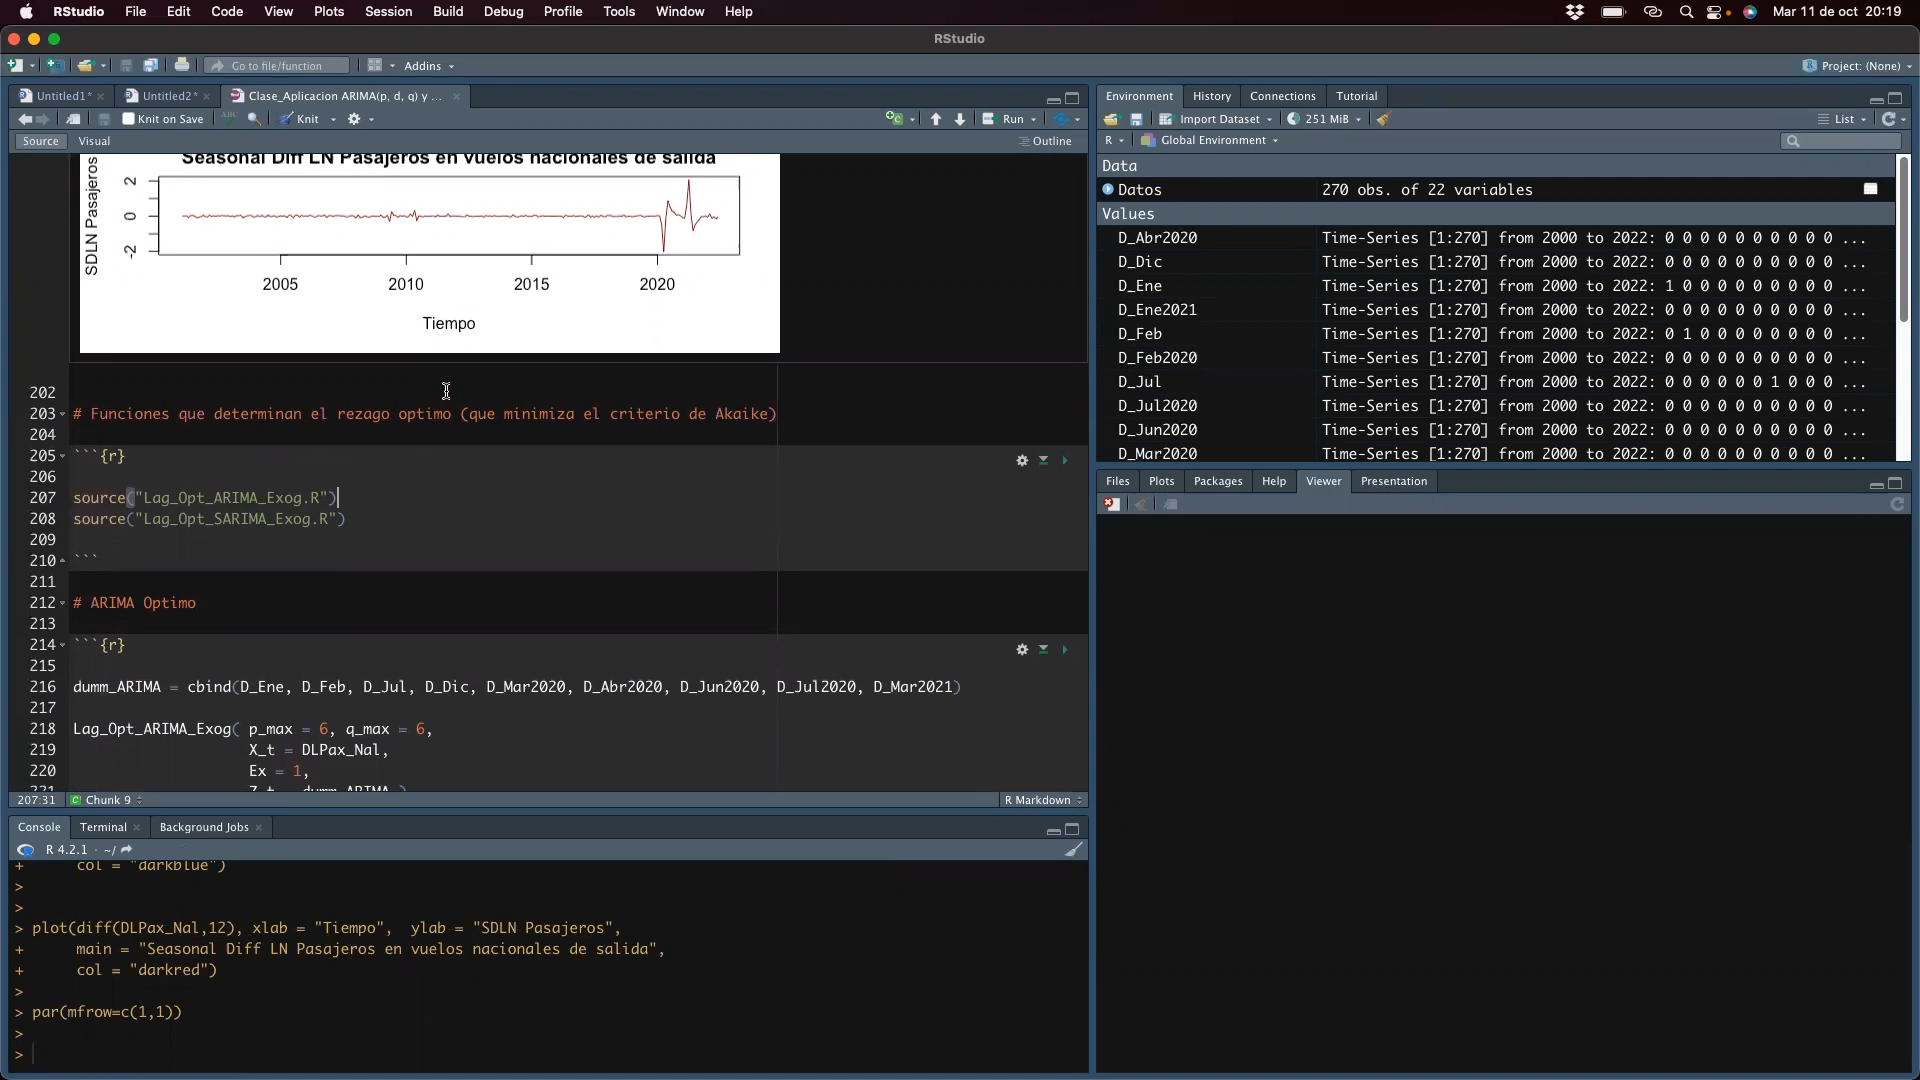 RStudio File Edit Code View Plots Session Build Debug Profile Tools Window Help Mar 11 de oct 20:19
RStudio
Go to file/function Addins Project: (None)
Untitled1* Untitled2* Clase_Aplicacion ARIMA(p, d, q) y ...
Knit on Save ABC Knit Run
Source Visual Outline
Seasonal Diff LN Pasajeros en vuelos nacionales de salida
SDLN Pasajeros
2
0
-2
2005 2010 2015 2020
Tiempo
202
203 # Funciones que determinan el rezago optimo (que minimiza el criterio de Akaike)
204
205 ```{r}
206
207 source("Lag_Opt_ARIMA_Exog.R")
208 source("Lag_Opt_SARIMA_Exog.R")
209
210 ```
211
212 # ARIMA Optimo
213
214 ```{r}
215
216 dumm_ARIMA = cbind(D_Ene, D_Feb, D_Jul, D_Dic, D_Mar2020, D_Abr2020, D_Jun2020, D_Jul2020, D_Mar2021)
217
218 Lag_Opt_ARIMA_Exog( p_max = 6, q_max = 6,
219 X_t = DLPax_Nal,
220 Ex = 1,
221 Z_t = dumm_ARIMA )
207:31 Chunk 9 R Markdown
Console Terminal Background Jobs
R 4.2.1 · ~/
+ col = "darkblue")
>
>
> plot(diff(DLPax_Nal,12), xlab = "Tiempo", ylab = "SDLN Pasajeros",
+ main = "Seasonal Diff LN Pasajeros en vuelos nacionales de salida",
+ col = "darkred")
>
> par(mfrow=c(1,1))
>
>
Environment History Connections Tutorial
Import Dataset 251 MiB List
R Global Environment
Data
Datos 270 obs. of 22 variables
Values
D_Abr2020 Time-Series [1:270] from 2000 to 2022: 0 0 0 0 0 0 0 0 0 0 ...
D_Dic Time-Series [1:270] from 2000 to 2022: 0 0 0 0 0 0 0 0 0 0 ...
D_Ene Time-Series [1:270] from 2000 to 2022: 1 0 0 0 0 0 0 0 0 0 ...
D_Ene2021 Time-Series [1:270] from 2000 to 2022: 0 0 0 0 0 0 0 0 0 0 ...
D_Feb Time-Series [1:270] from 2000 to 2022: 0 1 0 0 0 0 0 0 0 0 ...
D_Feb2020 Time-Series [1:270] from 2000 to 2022: 0 0 0 0 0 0 0 0 0 0 ...
D_Jul Time-Series [1:270] from 2000 to 2022: 0 0 0 0 0 0 1 0 0 0 ...
D_Jul2020 Time-Series [1:270] from 2000 to 2022: 0 0 0 0 0 0 0 0 0 0 ...
D_Jun2020 Time-Series [1:270] from 2000 to 2022: 0 0 0 0 0 0 0 0 0 0 ...
D_Mar2020 Time-Series [1:270] from 2000 to 2022: 0 0 0 0 0 0 0 0 0 0 ...
Files Plots Packages Help Viewer Presentation